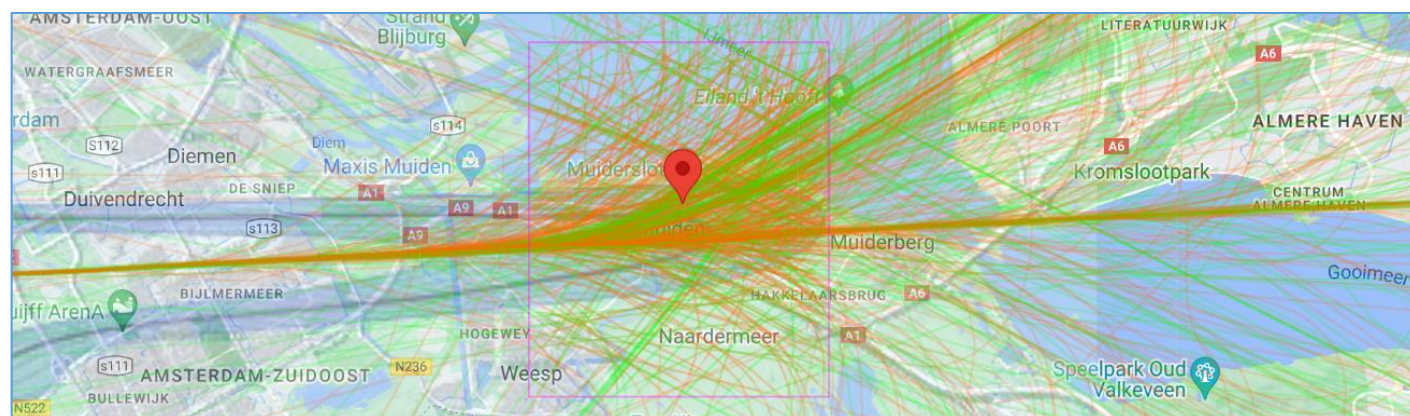 AMSTERDAM-OOST
Strand
Blijburg
LITERATUURWIJK
IJmeer
A6
WATERGRAAFSMEER
Eiland 't Hooft
rdam
s114
ALMERE POORT
ALMERE HAVEN
s112
Diem
A6
Diemen
Maxis Muiden
Muiderslo
s111
Kromslootpark
DE SNIEP
A1
CENTRUM
ALMERE HAVEN
Duivendrecht
A9
A1
s113
A9
Muiderberg
Gooimeer
BIJLMERMEER
HAKKELAARSBRUG
A6
uijff ArenA
HOGEWEY
Naardermeer
A1
s111
N236
Weesp
Speelpark Oud
Valkeveen
AMSTERDAM-ZUIDOOST
BULLEWIJK
N522